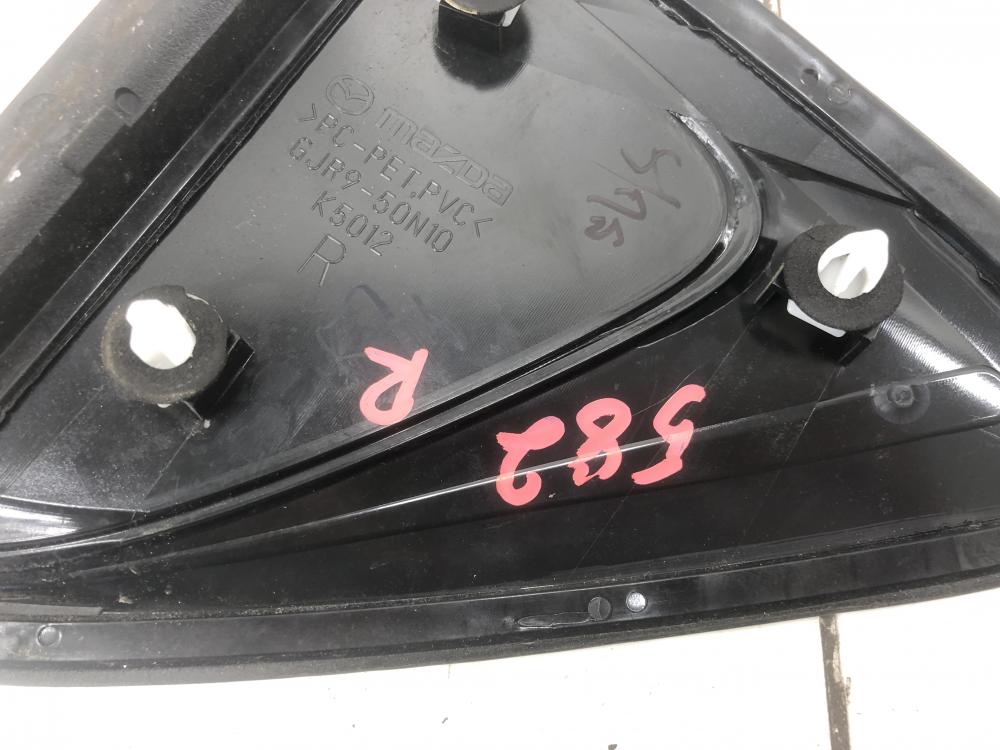 mazda
>PC-PET.PVC<
GJR9-50N10
K5012
R
R
582